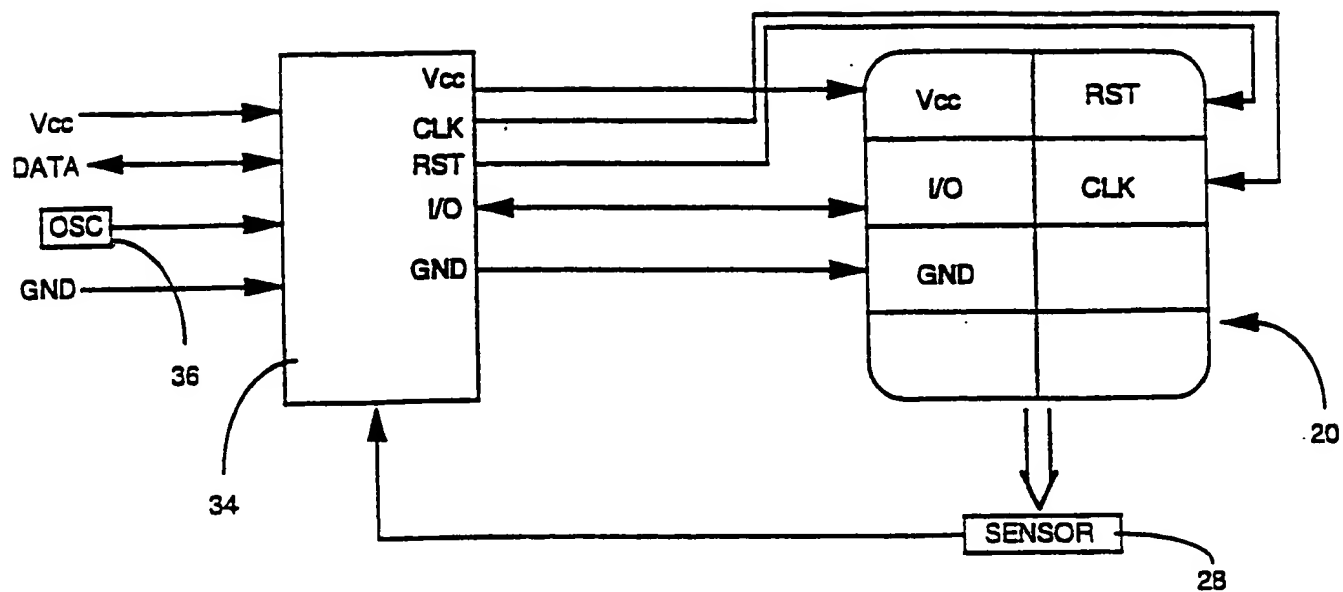 Vcc
DATA
OSC
GND
36
34
Vcc
CLK
RST
I/O
GND
Vcc
RST
I/O
CLK
GND
20
SENSOR
28